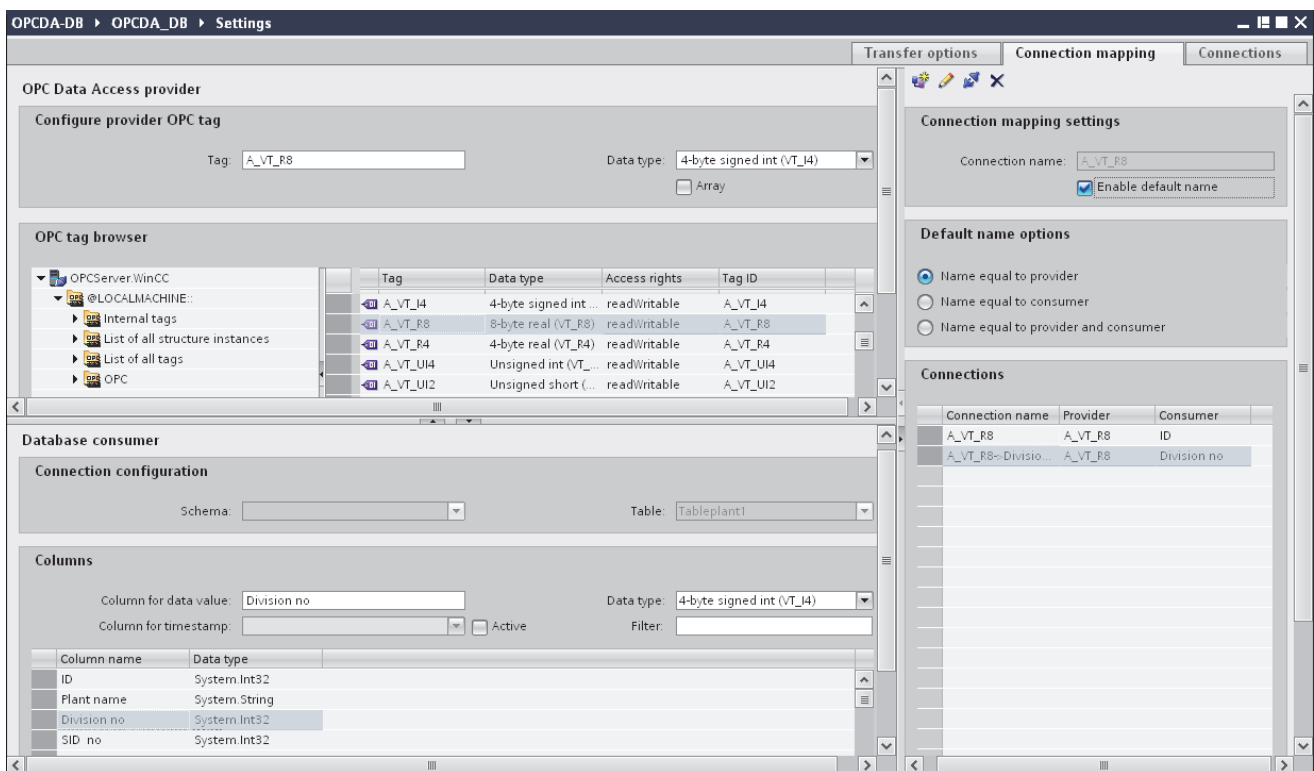 OPCDA-DB ▸ OPCDA_DB ▸ Settings
Transfer options Connection mapping Connections
OPC Data Access provider
Configure provider OPC tag
Tag: A_VT_R8 Data type: 4-byte signed int (VT_I4)
Array
OPC tag browser
OPCServer.WinCC
@LOCALMACHINE::
Internal tags
List of all structure instances
List of all tags
OPC
Tag Data type Access rights Tag ID
A_VT_I4 4-byte signed int ... readWritable A_VT_I4
A_VT_R8 8-byte real (VT_R8) readWritable A_VT_R8
A_VT_R4 4-byte real (VT_R4) readWritable A_VT_R4
A_VT_UI4 Unsigned int (VT_... readWritable A_VT_UI4
A_VT_UI2 Unsigned short (... readWritable A_VT_UI2
Database consumer
Connection configuration
Schema: Table: Tableplant1
Columns
Column for data value: Division no Data type: 4-byte signed int (VT_I4)
Column for timestamp: Active Filter:
Column name Data type
ID System.Int32
Plant name System.String
Division no System.Int32
SID no System.Int32
Connection mapping settings
Connection name: A_VT_R8
Enable default name
Default name options
Name equal to provider
Name equal to consumer
Name equal to provider and consumer
Connections
Connection name Provider Consumer
A_VT_R8 A_VT_R8 ID
A_VT_R8->Divisio... A_VT_R8 Division no